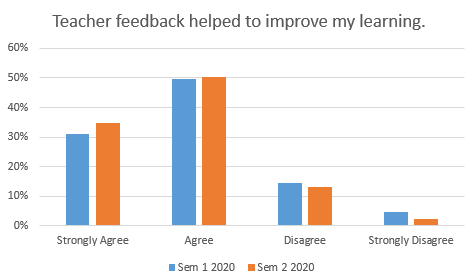 Teacher feedback helped to improve my learning.
60%
50%
40%
30%
20%
10%
0%
Strongly Agree Agree Disagree Strongly Disagree
Sem 1 2020 Sem 2 2020